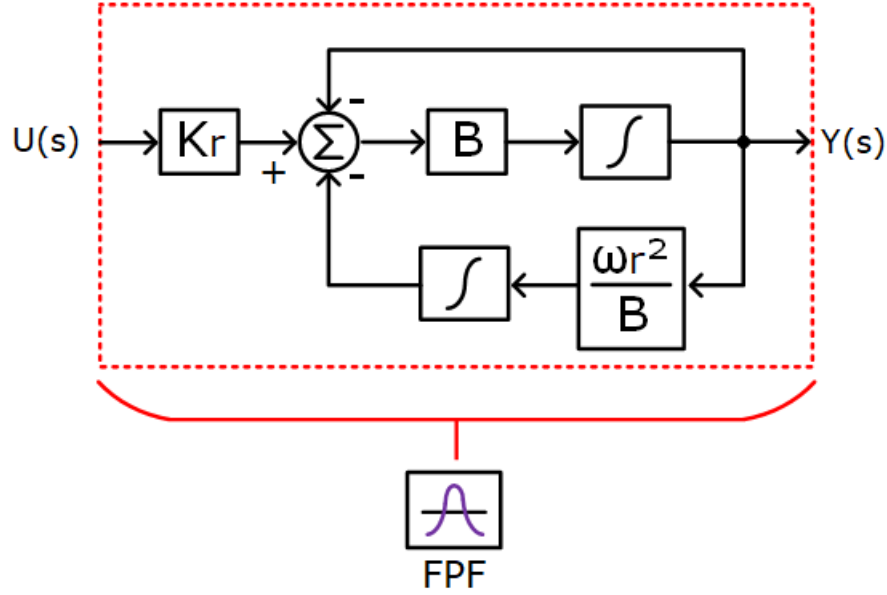 U(s)
Kr
+
Σ
-
-
B
∫
Y(s)
∫
ωr²
B
FPF